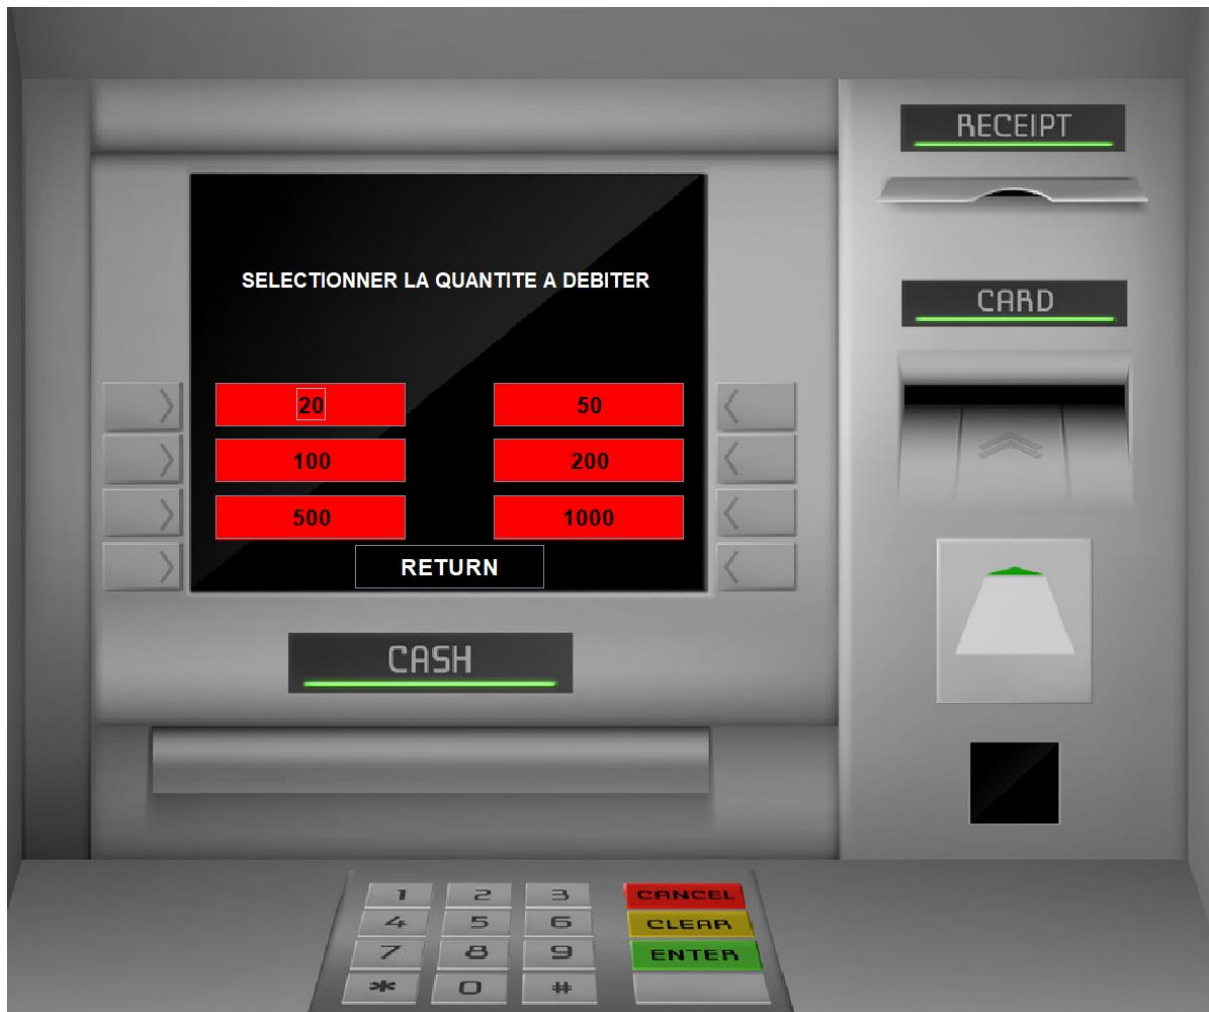 RECEIPT
SELECTIONNER LA QUANTITE A DEBITER
CARD
20 50
100 200
500 1000
RETURN
CASH
1 2 3 CANCEL
4 5 6 CLEAR
7 8 9 ENTER
* 0 #